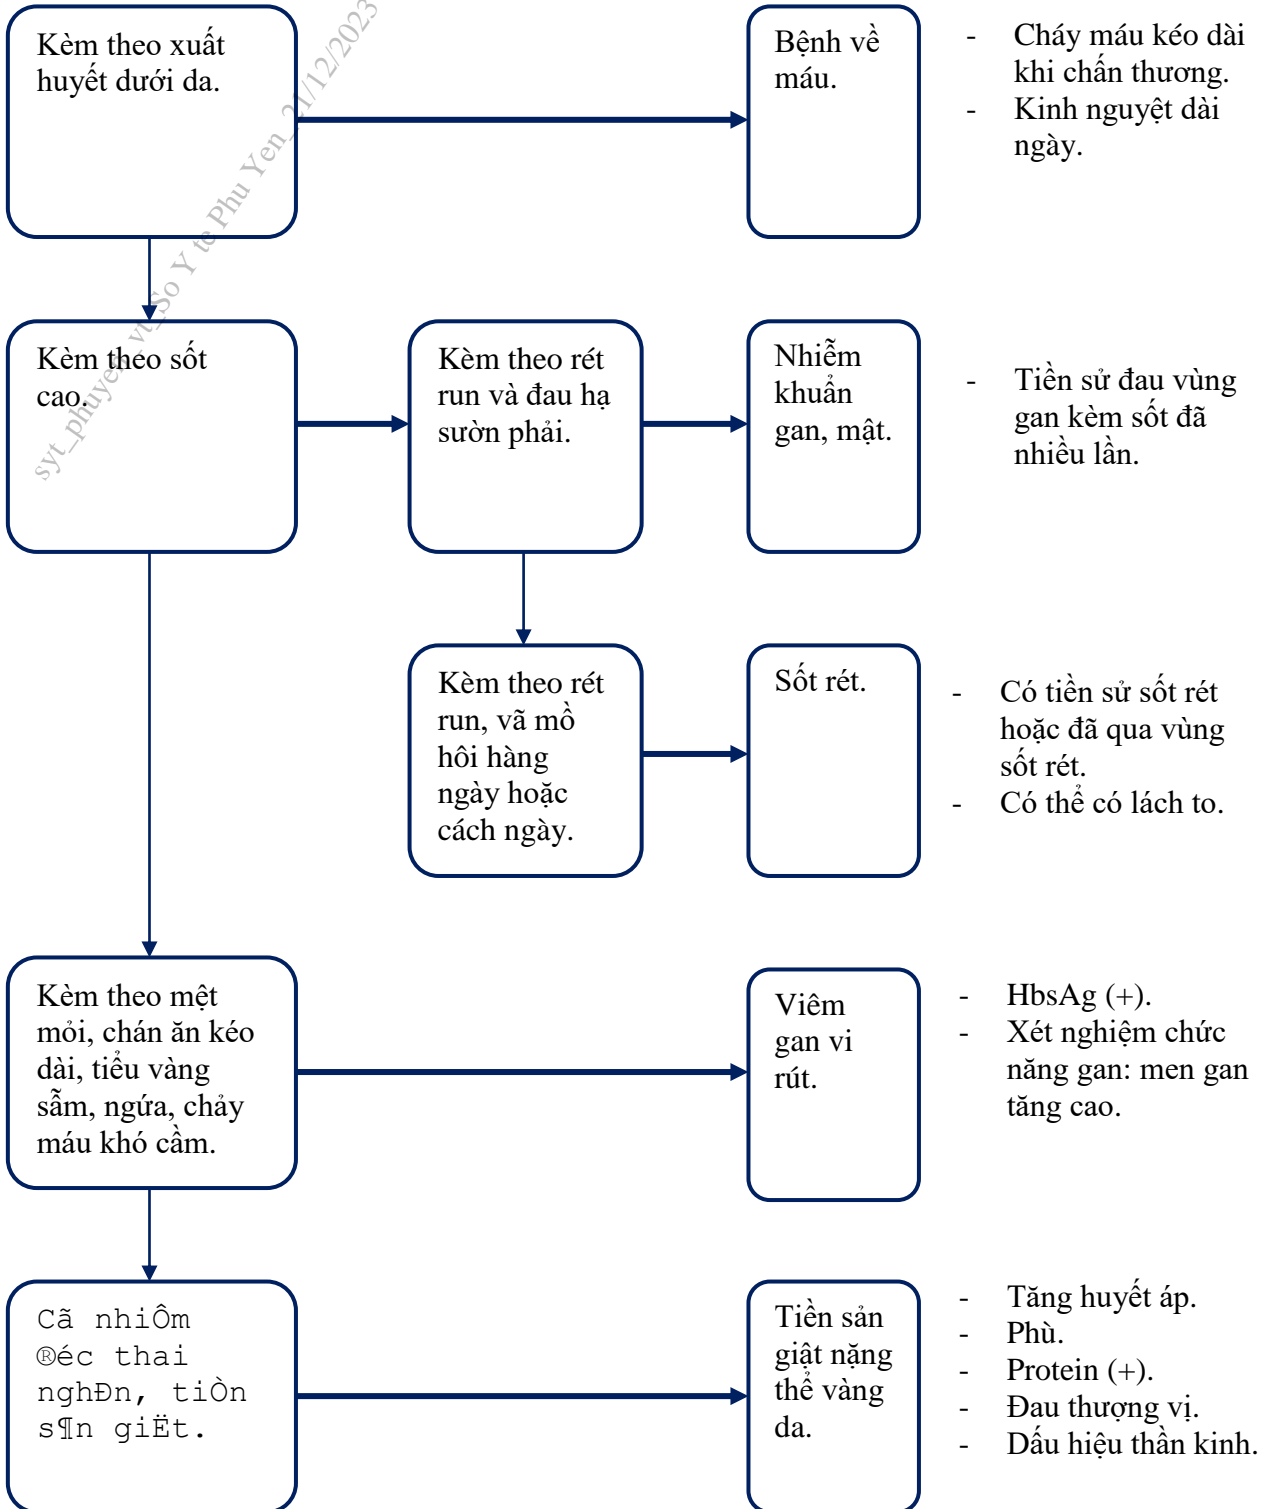 Kèm theo xuất
huyết dưới da.
Bệnh về
máu.
- Cháy máu kéo dài
khi chấn thương.
- Kinh nguyệt dài
ngày.
syt_phuyen_vt_So Y te Phu Yen_21/12/2023
Kèm theo sốt
cao.
Kèm theo rét
run và đau hạ
sườn phải.
Nhiễm
khuẩn
gan, mật.
- Tiền sử đau vùng
gan kèm sốt đã
nhiều lần.
Kèm theo rét
run, vã mồ
hôi hàng
ngày hoặc
cách ngày.
Sốt rét.
- Có tiền sử sốt rét
hoặc đã qua vùng
sốt rét.
- Có thể có lách to.
Kèm theo mệt
mỏi, chán ăn kéo
dài, tiểu vàng
sẫm, ngứa, chảy
máu khó cầm.
Viêm
gan vi
rút.
- HbsAg (+).
- Xét nghiệm chức
năng gan: men gan
tăng cao.
Cã nhiÔm
®éc thai
nghÐn, tiÒn
s¶n giËt.
Tiền sản
giật nặng
thể vàng
da.
- Tăng huyết áp.
- Phù.
- Protein (+).
- Đau thượng vị.
- Dấu hiệu thần kinh.